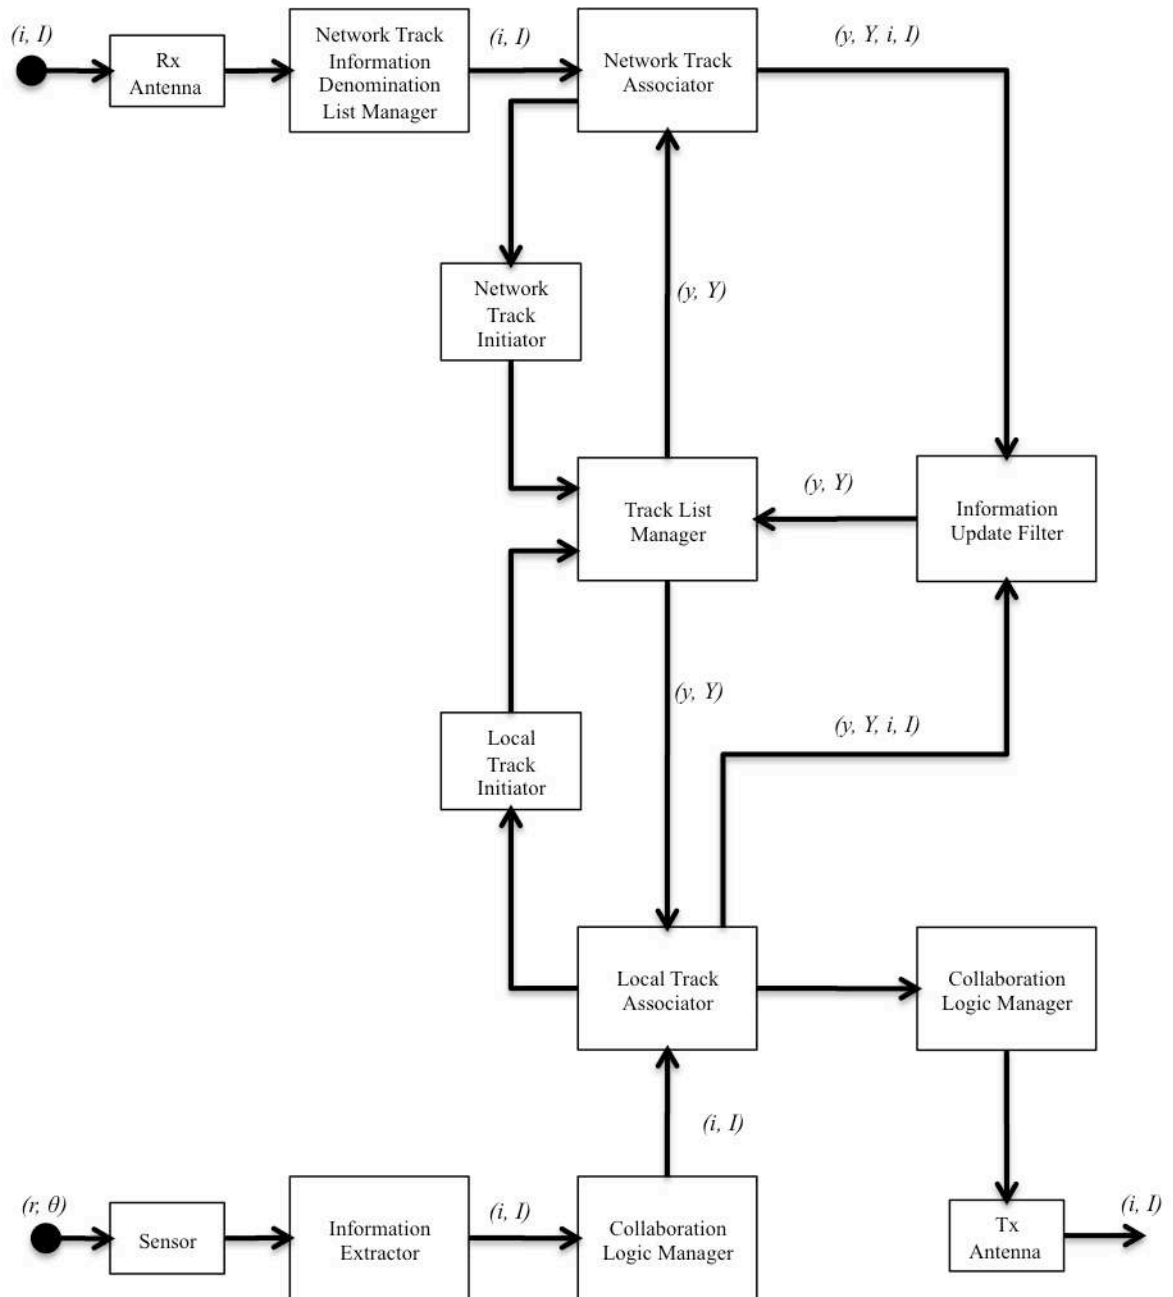 (i, I)
Rx
Antenna
Network Track
Information
Denomination
List Manager
(i, I)
Network Track
Associator
(y, Y, i, I)
Network
Track
Initiator
(y, Y)
Track List
Manager
(y, Y)
Information
Update Filter
Local
Track
Initiator
(y, Y)
(y, Y, i, I)
Local Track
Associator
Collaboration
Logic Manager
(i, I)
(r, θ)
Sensor
Information
Extractor
(i, I)
Collaboration
Logic Manager
Tx
Antenna
(i, I)